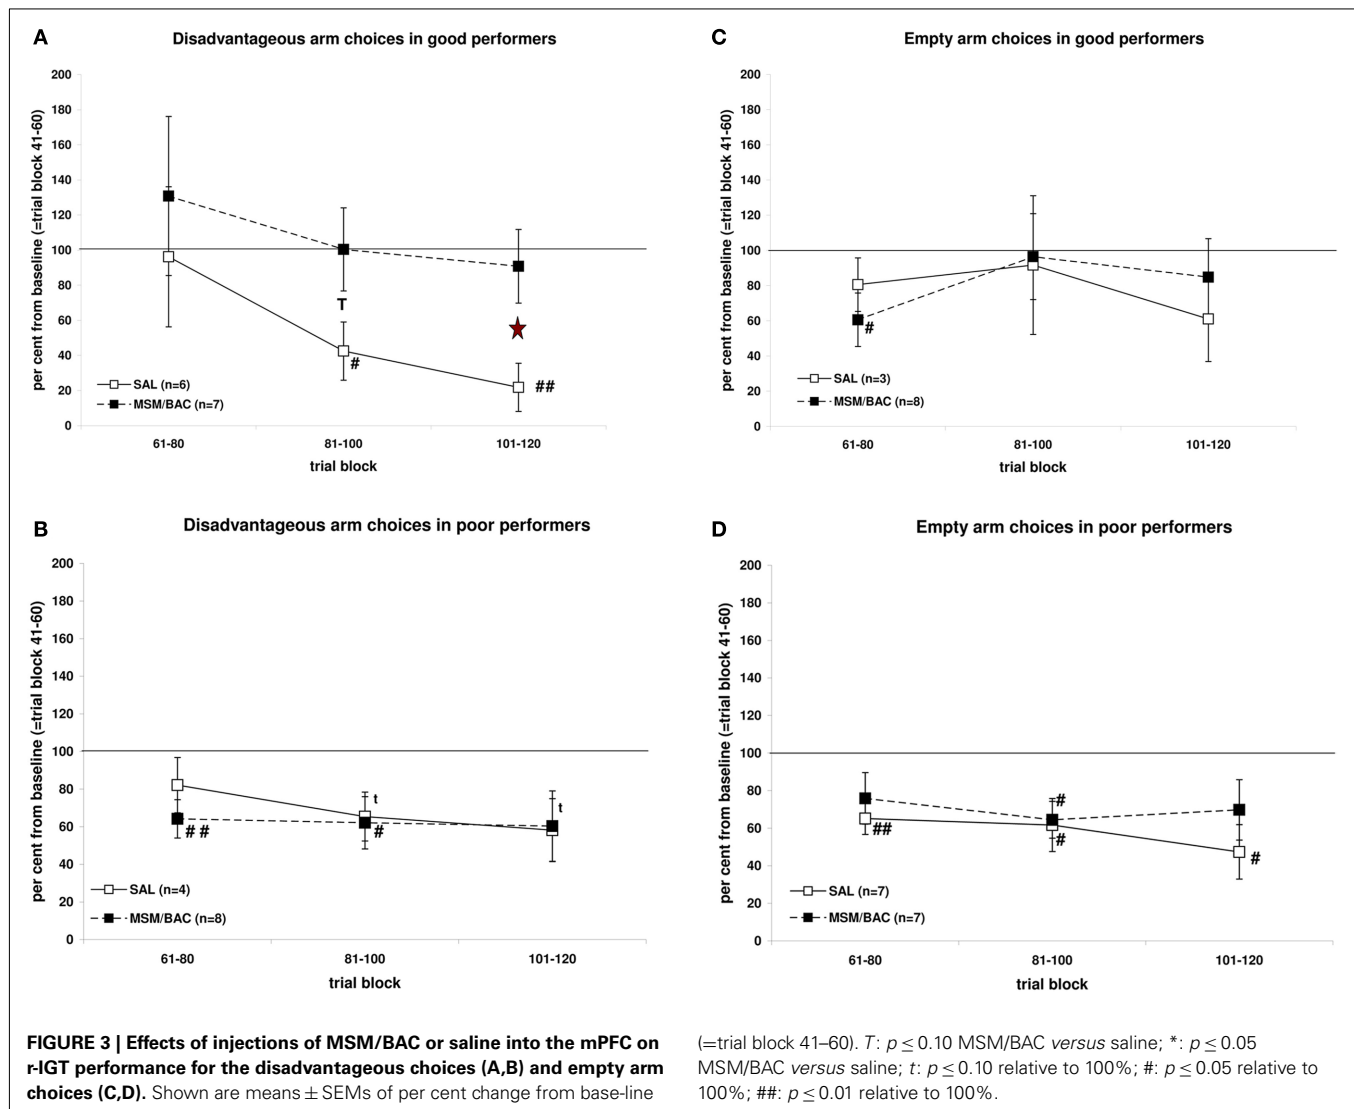 A
Disadvantageous arm choices in good performers
per cent from baseline (=trial block 41-60)
200
180
160
140
120
100
80
60
40
20
0
T
#
##
SAL (n=6)
MSM/BAC (n=7)
61-80
81-100
101-120
trial block
C
Empty arm choices in good performers
per cent from baseline (=trial block 41-60)
200
180
160
140
120
100
80
60
40
20
0
#
SAL (n=3)
MSM/BAC (n=8)
61-80
81-100
101-120
trial block
B
Disadvantageous arm choices in poor performers
per cent from baseline (=trial block 41-60)
200
180
160
140
120
100
80
60
40
20
0
# #
t
#
t
SAL (n=4)
MSM/BAC (n=8)
61-80
81-100
101-120
trial block
D
Empty arm choices in poor performers
per cent from baseline (=trial block 41-60)
200
180
160
140
120
100
80
60
40
20
0
##
#
#
#
SAL (n=7)
MSM/BAC (n=7)
61-80
81-100
101-120
trial block
FIGURE 3 | Effects of injections of MSM/BAC or saline into the mPFC on
r-IGT performance for the disadvantageous choices (A,B) and empty arm
choices (C,D). Shown are means ± SEMs of per cent change from base-line
(=trial block 41–60). T: p ≤ 0.10 MSM/BAC versus saline; *: p ≤ 0.05
MSM/BAC versus saline; t: p ≤ 0.10 relative to 100%; #: p ≤ 0.05 relative to
100%; ##: p ≤ 0.01 relative to 100%.